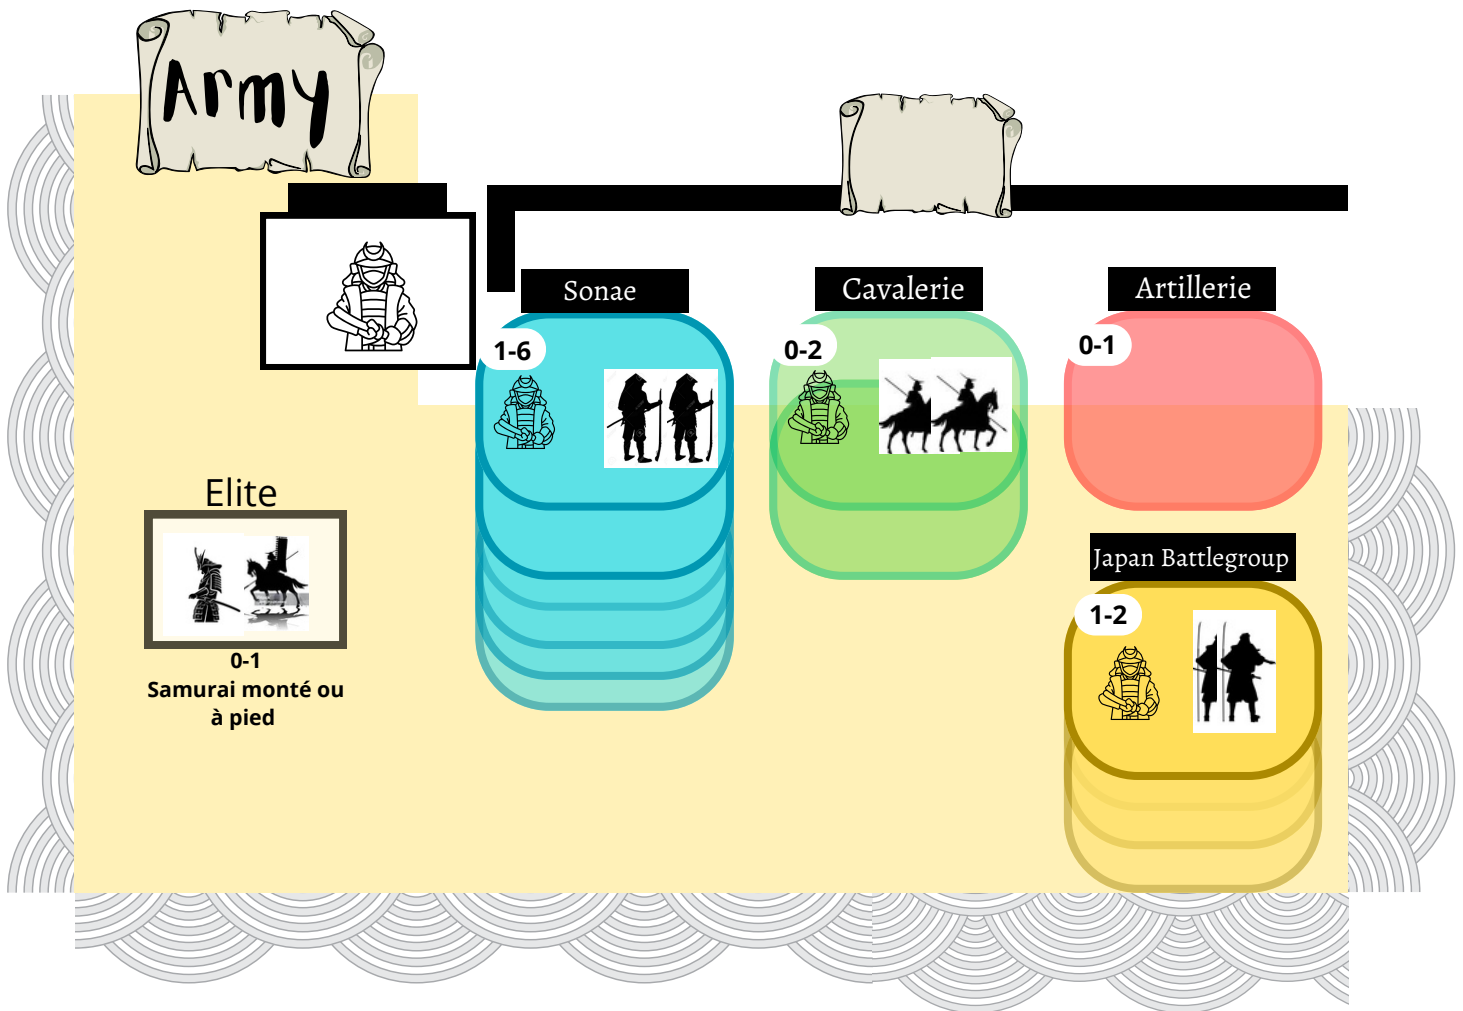 Army
Sonae
Cavalerie
Artillerie
1-6
0-2
0-1
Elite
0-1
Samurai monté ou
à pied
Japan Battlegroup
1-2